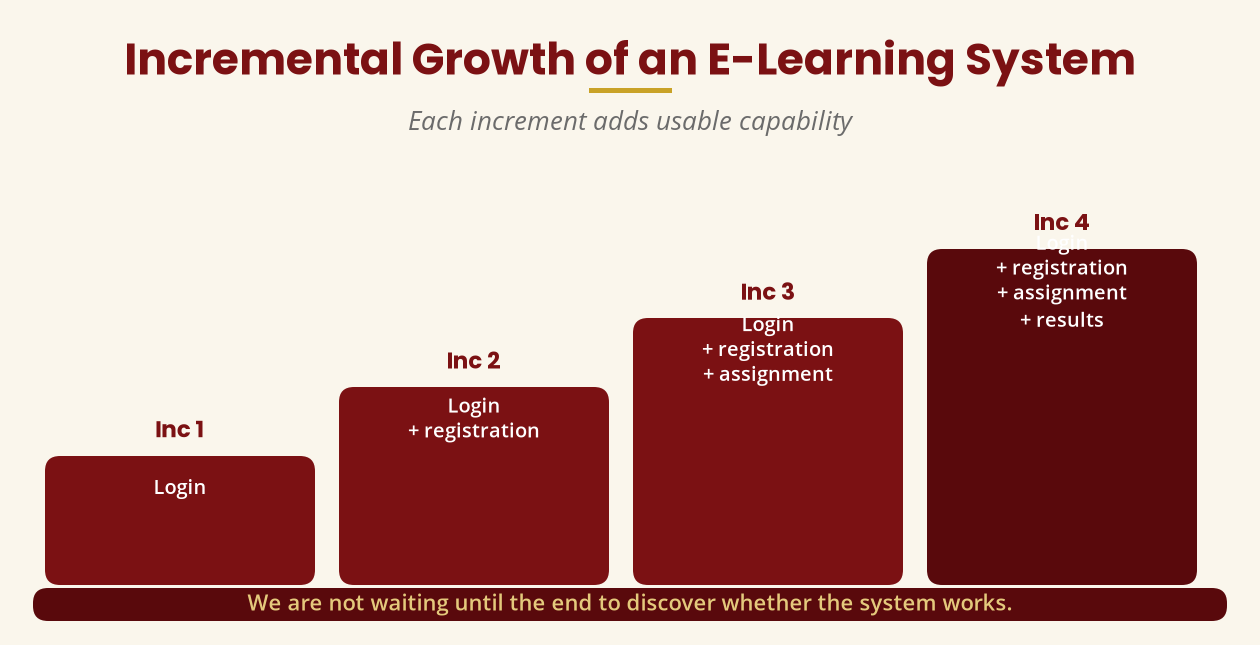 Incremental Growth of an E-Learning System
Each increment adds usable capability
Inc 1
Login
Inc 2
Login
+ registration
Inc 3
Login
+ registration
+ assignment
Inc 4
Login
+ registration
+ assignment
+ results
We are not waiting until the end to discover whether the system works.